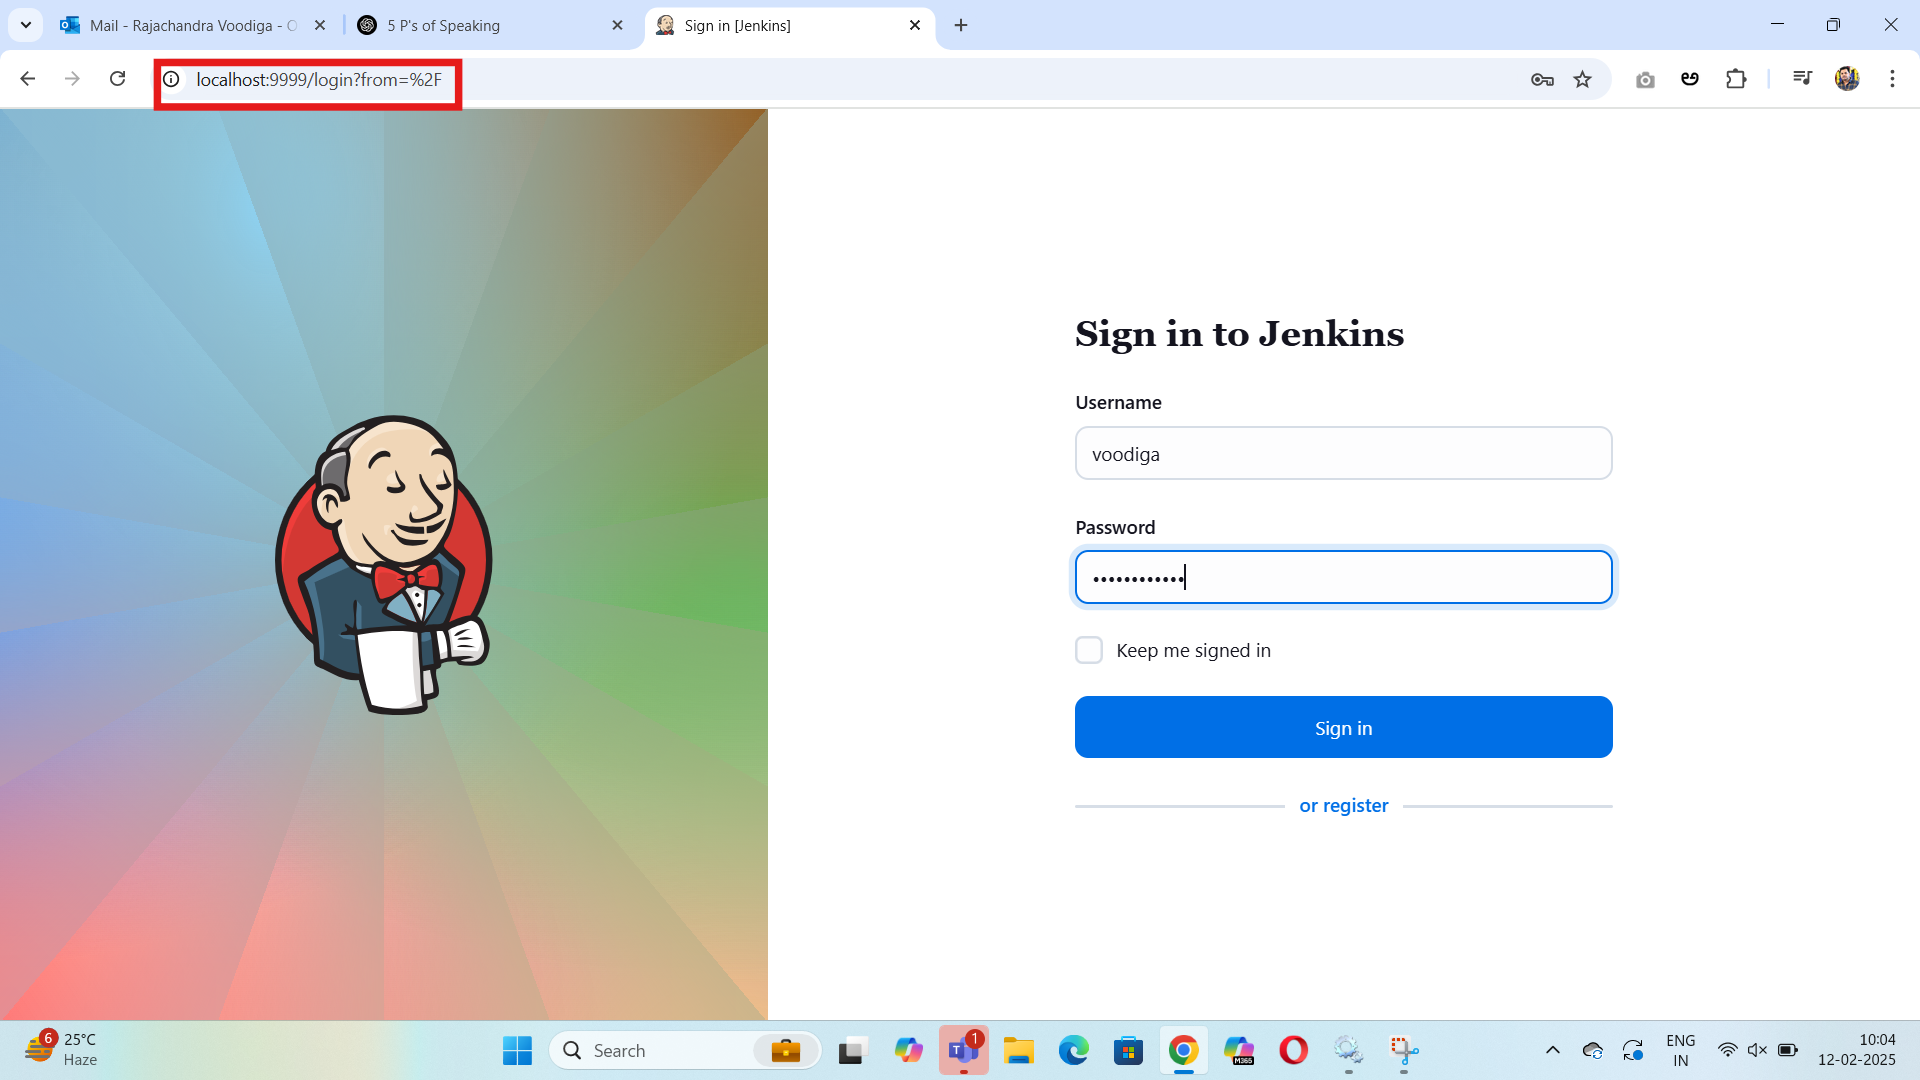 Mail - Rajachandra Voodiga - O
5 P's of Speaking
Sign in [Jenkins]
localhost:9999/login?from=%2F
Sign in to Jenkins
Username
voodiga
Password
••••••••••••
Keep me signed in
Sign in
or register
6
25°C
Haze
Search
T
1
M365
ENG
IN
10:04
12-02-2025